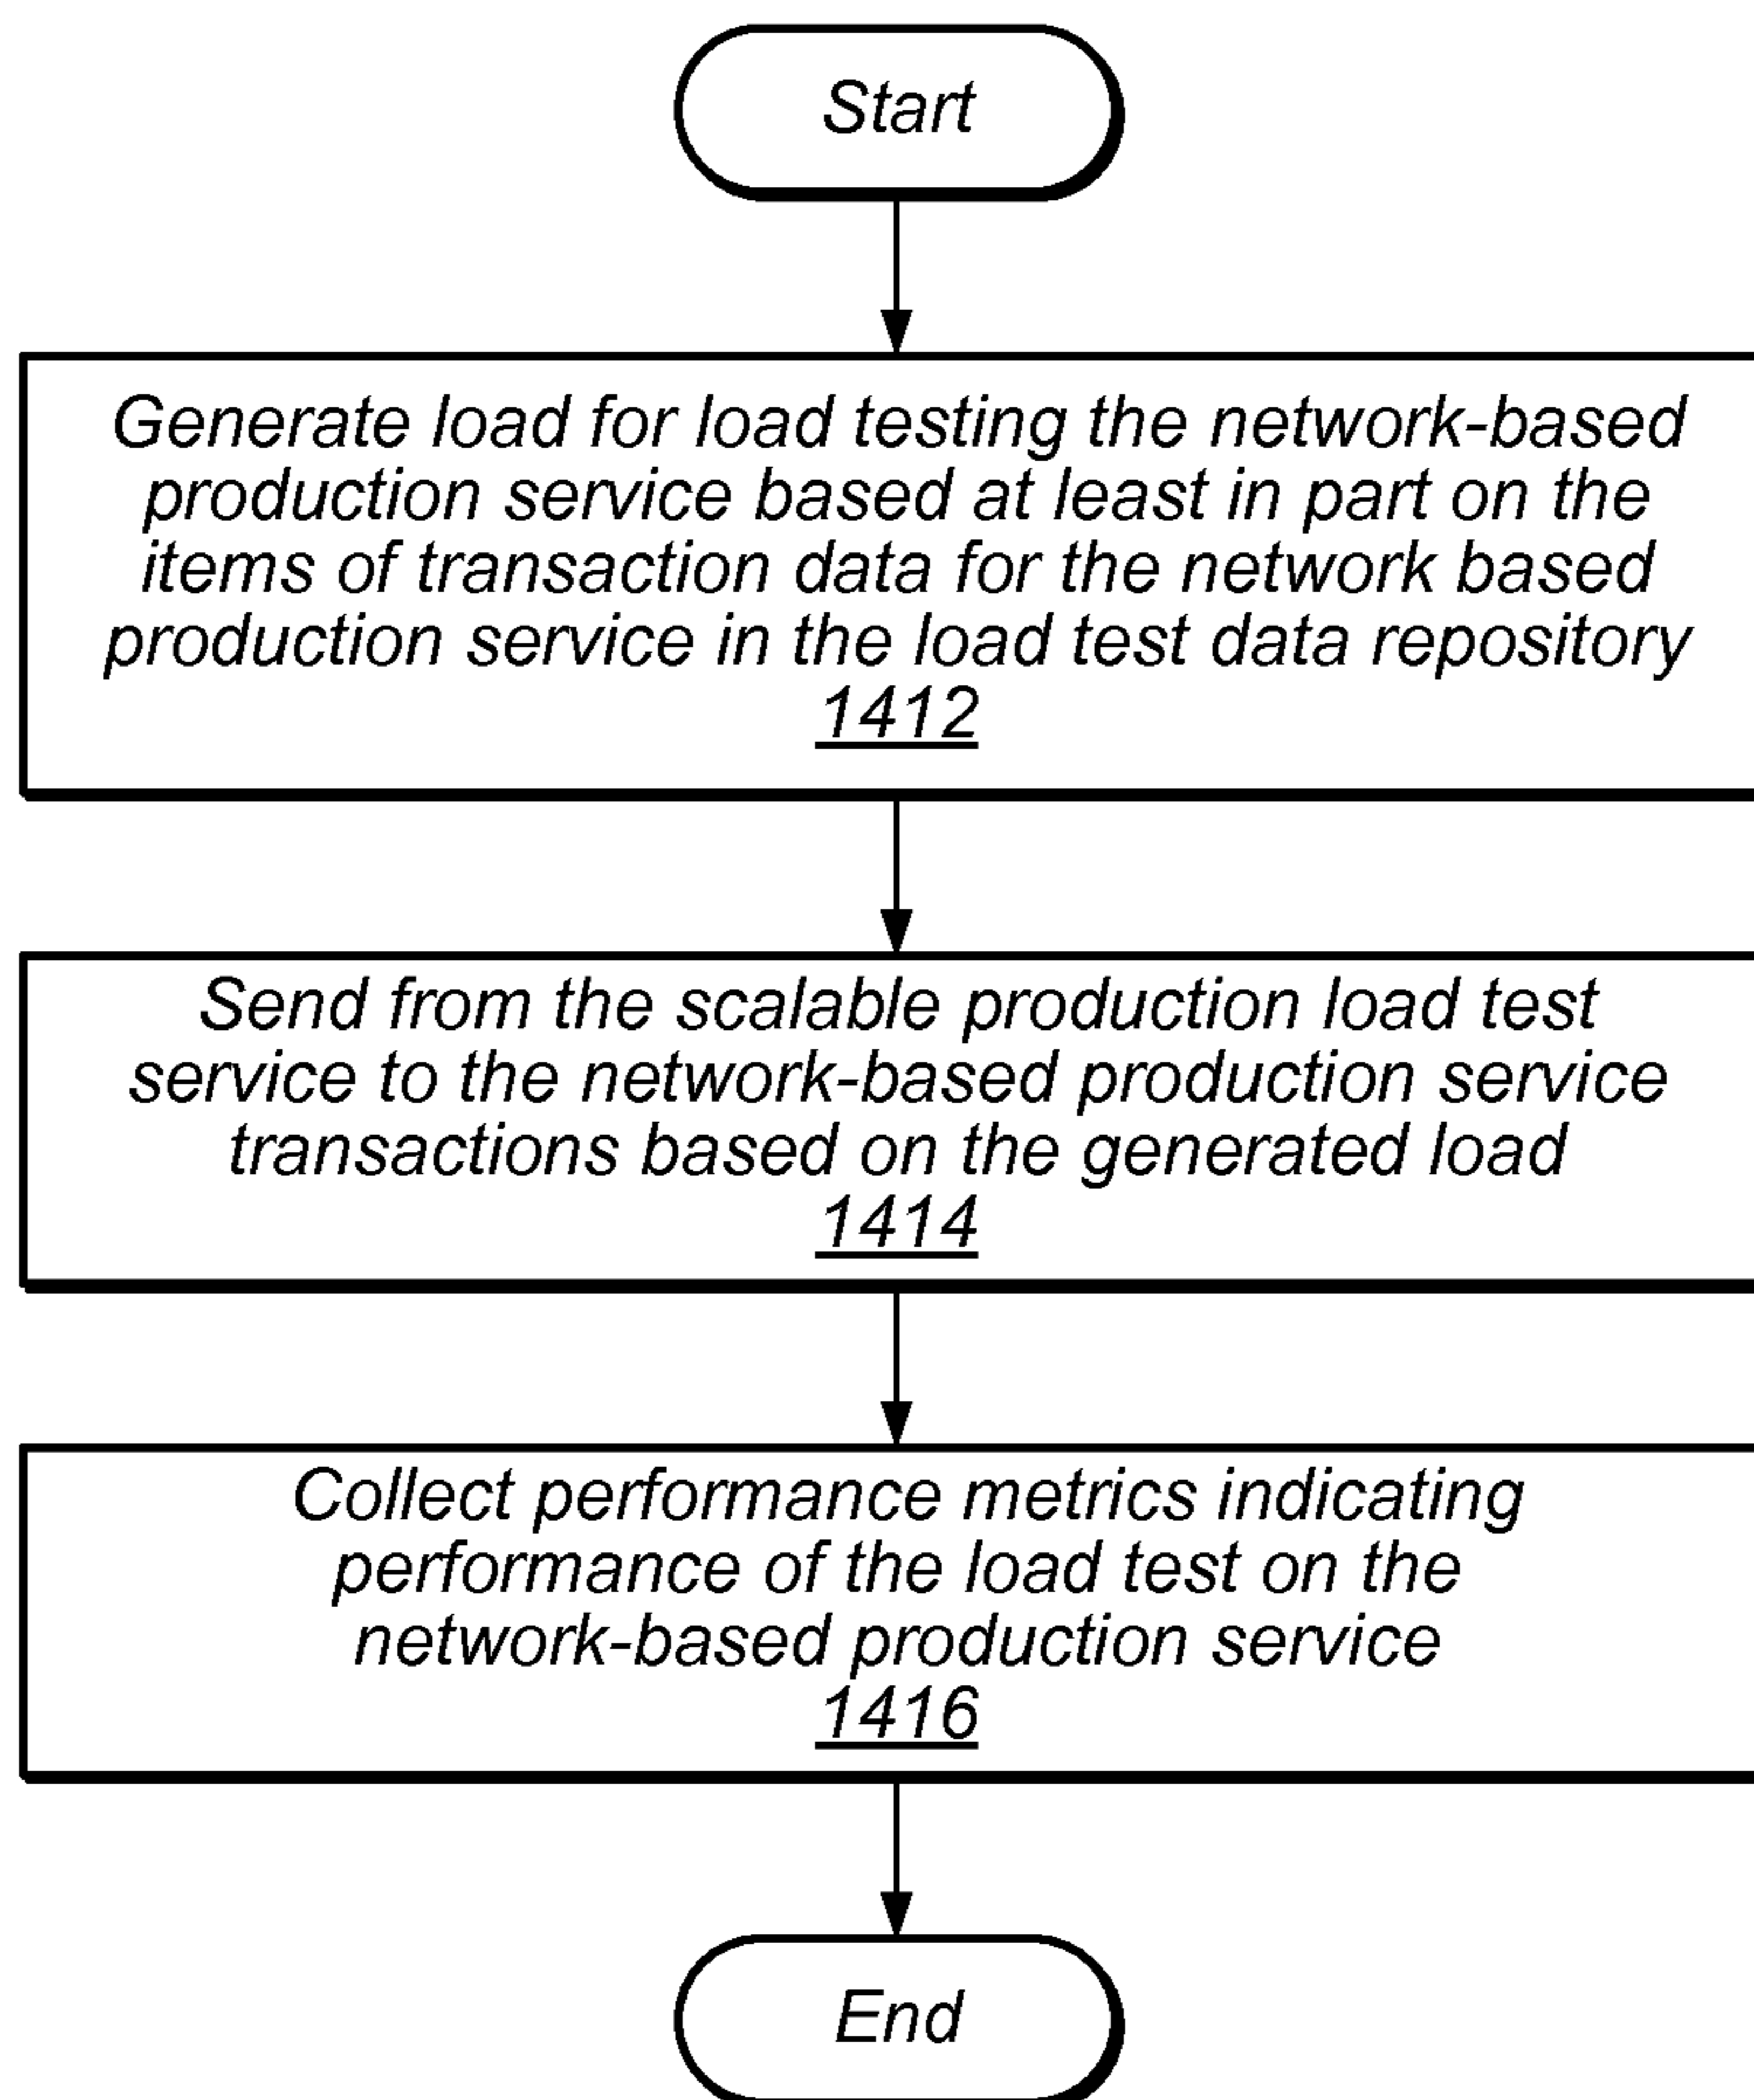 Start
Generate load for load testing the network-based
production service based at least in part on the
items of transaction data for the network based
production service in the load test data repository
1412
Send from the scalable production load test
service to the network-based production service
transactions based on the generated load
1414
Collect performance metrics indicating
performance of the load test on the
network-based production service
1416
End